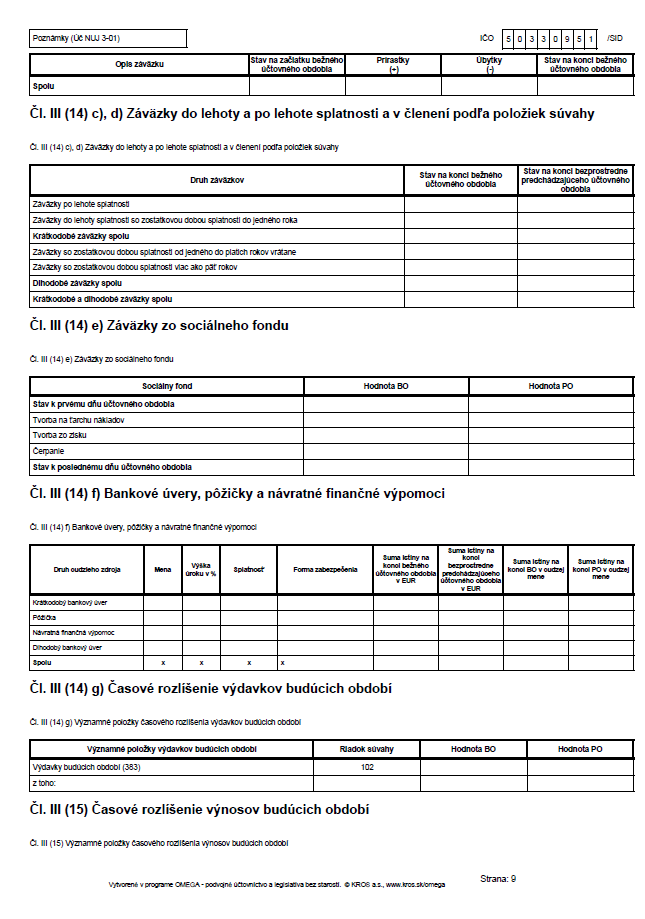 Poznámky (Úč NUJ 3-01)
IČO 5 0 3 3 0 9 5 1 /SID
Opis záväzku Stav na začiatku bežného účtovného obdobia Prírastky (+) Úbytky (-) Stav na konci bežného účtovného obdobia
Spolu
Čl. III (14) c), d) Záväzky do lehoty a po lehote splatnosti a v členení podľa položiek súvahy
Čl. III (14) c), d) Záväzky do lehoty a po lehote splatnosti a v členení podľa položiek súvahy
Druh záväzkov Stav na konci bežného účtovného obdobia Stav na konci bezprostredne predchádzajúceho účtovného obdobia
Záväzky po lehote splatnosti
Záväzky do lehoty splatnosti so zostatkovou dobou splatnosti do jedného roka
Krátkodobé záväzky spolu
Záväzky so zostatkovou dobou splatnosti od jedného do piatich rokov vrátane
Záväzky so zostatkovou dobou splatnosti viac ako päť rokov
Dlhodobé záväzky spolu
Krátkodobé a dlhodobé záväzky spolu
Čl. III (14) e) Záväzky zo sociálneho fondu
Čl. III (14) e) Záväzky zo sociálneho fondu
Sociálny fond Hodnota BO Hodnota PO
Stav k prvému dňu účtovného obdobia
Tvorba na ťarchu nákladov
Tvorba zo zisku
Čerpanie
Stav k poslednému dňu účtovného obdobia
Čl. III (14) f) Bankové úvery, pôžičky a návratné finančné výpomoci
Čl. III (14) f) Bankové úvery, pôžičky a návratné finančné výpomoci
Druh cudzieho zdroja Mena Výška úroku v % Splatnosť Forma zabezpečenia Suma istiny na konci bežného účtovného obdobia v EUR Suma istiny na konci bezprostredne predchádzajúceho účtovného obdobia v EUR Suma istiny na konci BO v cudzej mene Suma istiny na konci PO v cudzej mene
Krátkodobý bankový úver
Pôžička
Návratná finančná výpomoc
Dlhodobý bankový úver
Spolu x x x x
Čl. III (14) g) Časové rozlíšenie výdavkov budúcich období
Čl. III (14) g) Významné položky časového rozlíšenia výdavkov budúcich období
Významné položky výdavkov budúcich období Riadok súvahy Hodnota BO Hodnota PO
Výdavky budúcich období (383) 102
z toho:
Čl. III (15) Časové rozlíšenie výnosov budúcich období
Čl. III (15) Významné položky časového rozlíšenia výnosov budúcich období
Strana: 9
Vytvorené v programe OMEGA - podvojné účtovníctvo a legislatíva bez starostí. © KROS a.s., www.kros.sk/omega